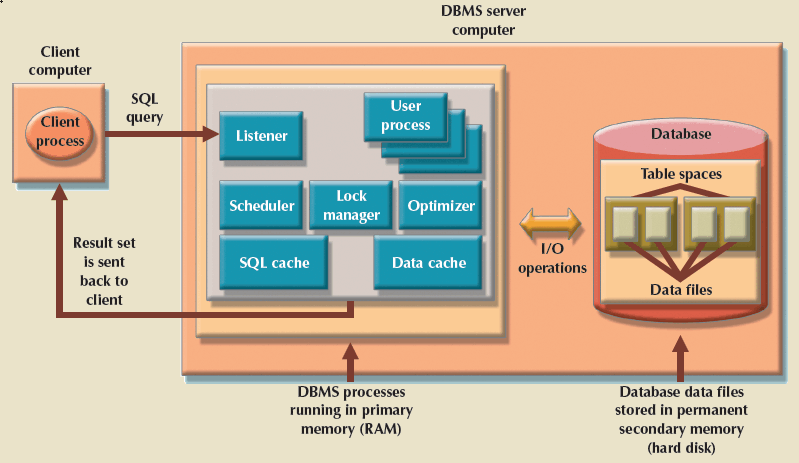 DBMS server
computer
Client
computer
Client
process
SQL
query
Listener
User
process
Scheduler
Lock
manager
Optimizer
SQL cache
Data cache
Result set
is sent
back to
client
I/O
operations
Database
Table spaces
Data files
DBMS processes
running in primary
memory (RAM)
Database data files
stored in permanent
secondary memory
(hard disk)